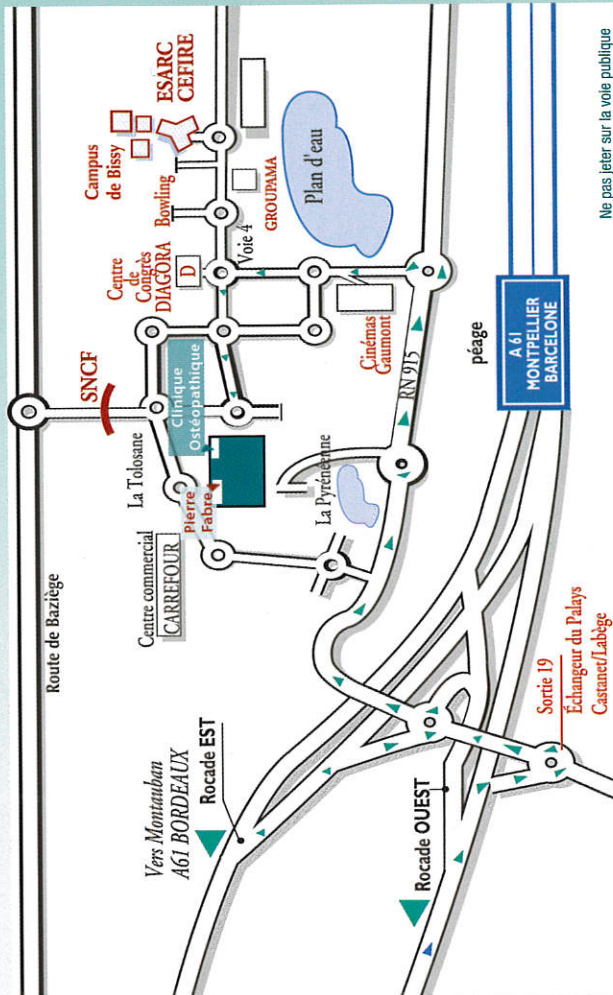 Route de Baziège
SNCF
La Tolosane
Centre commercial
CARREFOUR
Pierre
Fabre
Clinique
Ostéopathique
Centre
de
Congrès
DIAGORA
D
Bowling
Campus
de Bissy
ESARC
CEFIRE
Voie 4
GROUPAMA
Plan d'eau
Cinémas
Gaumont
La Pyrénéenne
RN 915
péage
A 61
MONTPELLIER
BARCELONE
Vers Montauban
A61 BORDEAUX
Rocade EST
Rocade OUEST
Sortie 19
Échangeur du Palays
Castanet/Labège
Ne pas jeter sur la voie publique